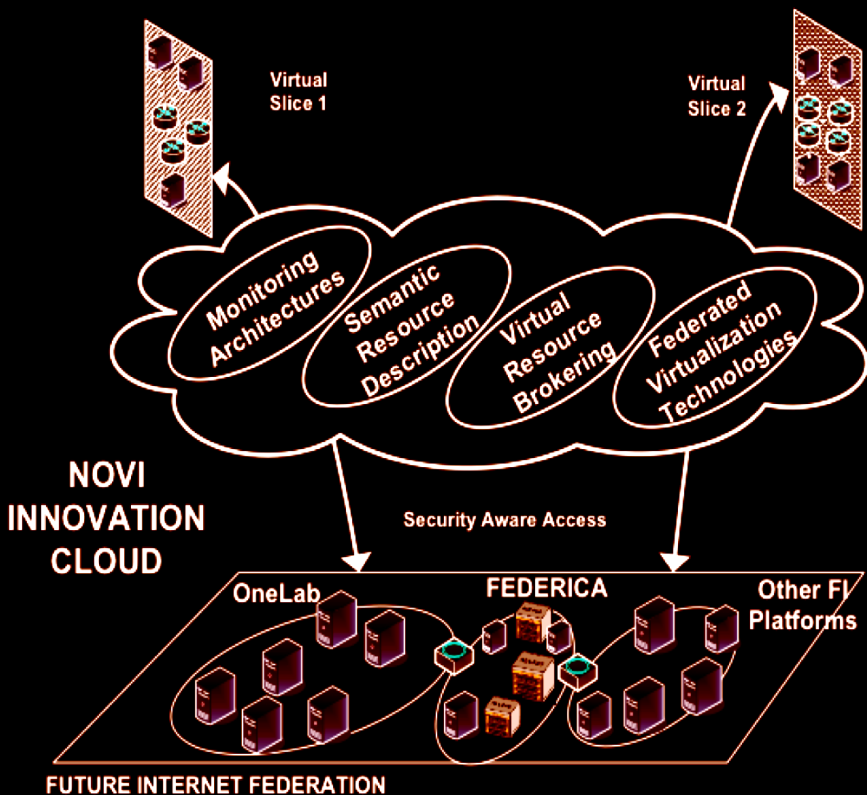 Virtual
Slice 1
Virtual
Slice 2
Monitoring
Architectures
Semantic
Resource
Description
Virtual
Resource
Brokering
Federated
Virtualization
Technologies
NOVI
INNOVATION
CLOUD
Security Aware Access
OneLab
FEDERICA
Other FI
Platforms
FUTURE INTERNET FEDERATION